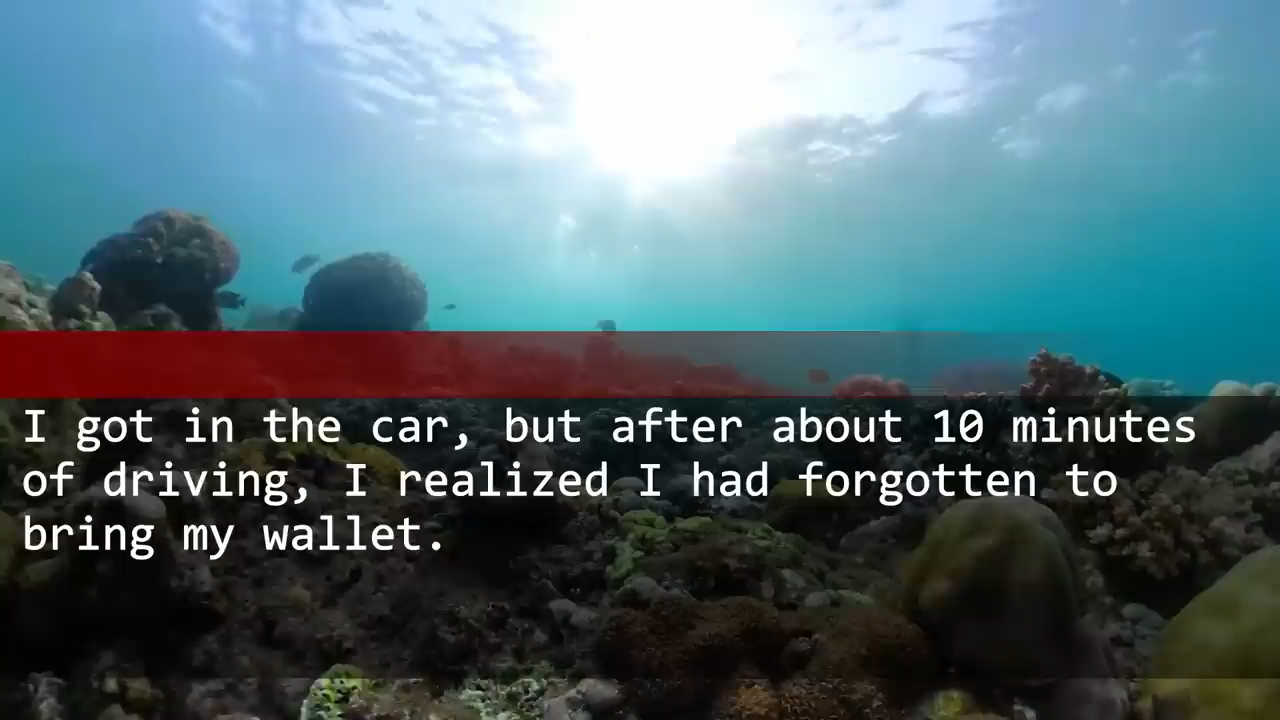 I got in the car, but after about 10 minutes
of driving, I realized I had forgotten to
bring my wallet.